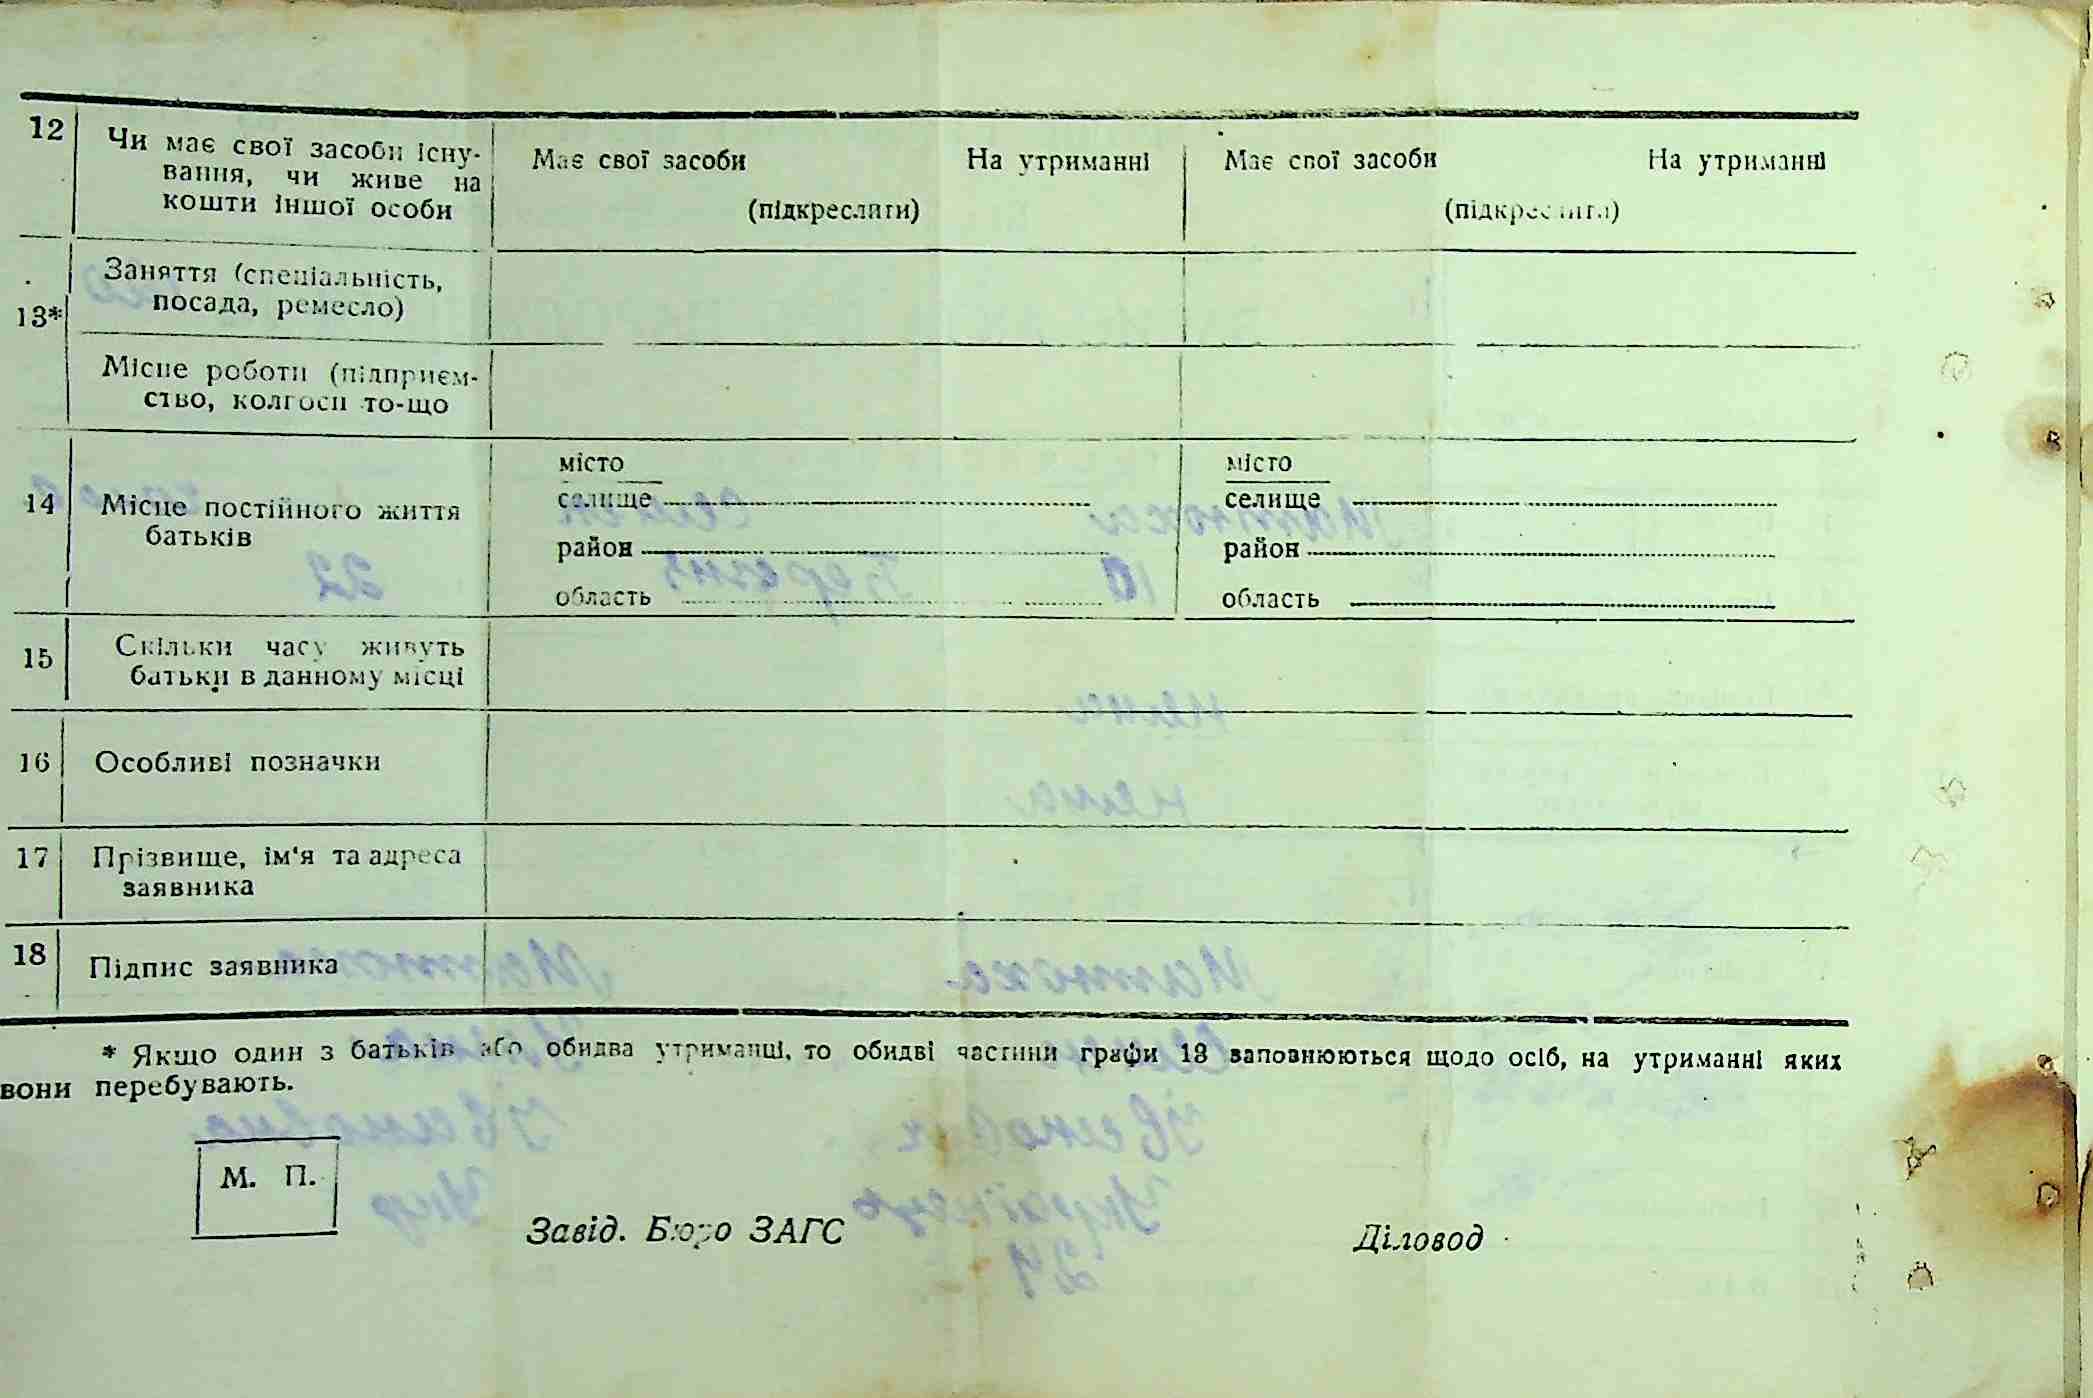 12
Чи має свої засоби існу-
вання, чи живе на
кошти іншої особи
Має свої засоби На утриманні
(підкреслити)
Має свої засоби На утриманні
(підкреслити)
13*
Заняття (спеціальність,
посада, ремесло)
Місце роботи (підприєм-
ство, колгосп то-що
14
Місце постійного життя
батьків
місто
селище
район
область
місто
селище
район
область
15
Скільки часу живуть
батьки в данному місці
16
Особливі позначки
17
Прізвище, ім'я та адреса
заявника
18
Підпис заявника
* Якщо один з батьків або обидва утриманці, то обидві частини графи 13 заповнюються щодо осіб, на утриманні яких
вони перебувають.
М. П.
Завід. Бюро ЗАГС Діловод